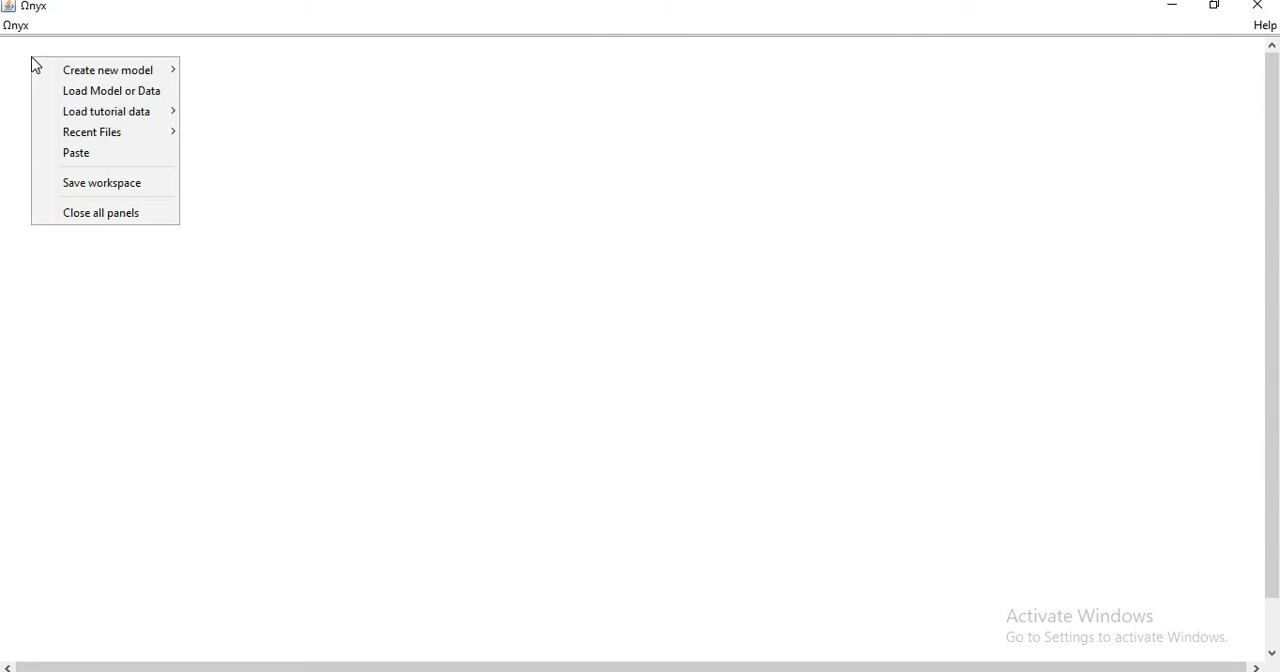 Ωnyx
Ωnyx
Help
Create new model
Load Model or Data
Load tutorial data
Recent Files
Paste
Save workspace
Close all panels
Activate Windows
Go to Settings to activate Windows.